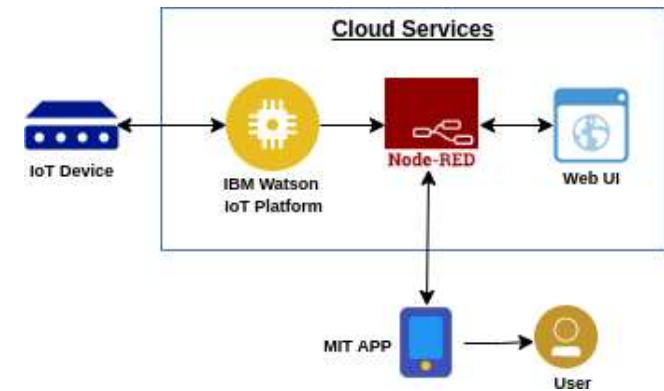 Cloud Services
IoT Device
IBM Watson
IoT Platform
Node-RED
Web UI
MIT APP
User